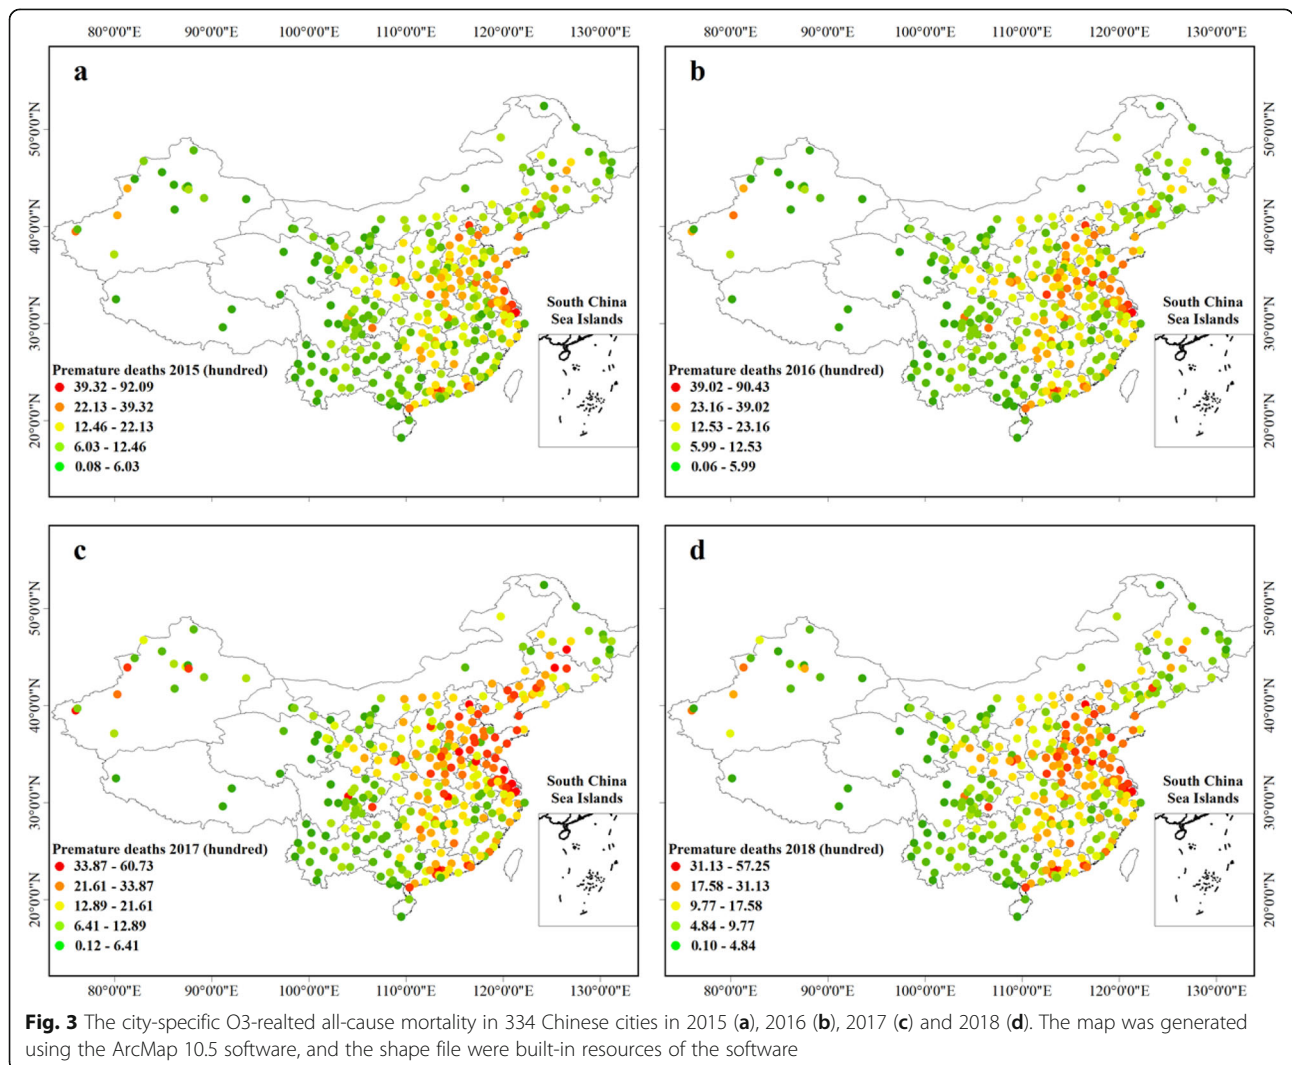 80°0'0"E 90°0'0"E 100°0'0"E 110°0'0"E 120°0'0"E 130°0'0"E 80°0'0"E 90°0'0"E 100°0'0"E 110°0'0"E 120°0'0"E 130°0'0"E
a
50°0'0"N
40°0'0"N
30°0'0"N
20°0'0"N
South China
Sea Islands
Premature deaths 2015 (hundred)
39.32 - 92.09
22.13 - 39.32
12.46 - 22.13
6.03 - 12.46
0.08 - 6.03
b
50°0'0"N
40°0'0"N
30°0'0"N
20°0'0"N
South China
Sea Islands
Premature deaths 2016 (hundred)
39.02 - 90.43
23.16 - 39.02
12.53 - 23.16
5.99 - 12.53
0.06 - 5.99
c
50°0'0"N
40°0'0"N
30°0'0"N
20°0'0"N
South China
Sea Islands
Premature deaths 2017 (hundred)
33.87 - 60.73
21.61 - 33.87
12.89 - 21.61
6.41 - 12.89
0.12 - 6.41
d
50°0'0"N
40°0'0"N
30°0'0"N
20°0'0"N
South China
Sea Islands
Premature deaths 2018 (hundred)
31.13 - 57.25
17.58 - 31.13
9.77 - 17.58
4.84 - 9.77
0.10 - 4.84
80°0'0"E 90°0'0"E 100°0'0"E 110°0'0"E 120°0'0"E 130°0'0"E 80°0'0"E 90°0'0"E 100°0'0"E 110°0'0"E 120°0'0"E 130°0'0"E
Fig. 3 The city-specific O3-realted all-cause mortality in 334 Chinese cities in 2015 (a), 2016 (b), 2017 (c) and 2018 (d). The map was generated
using the ArcMap 10.5 software, and the shape file were built-in resources of the software